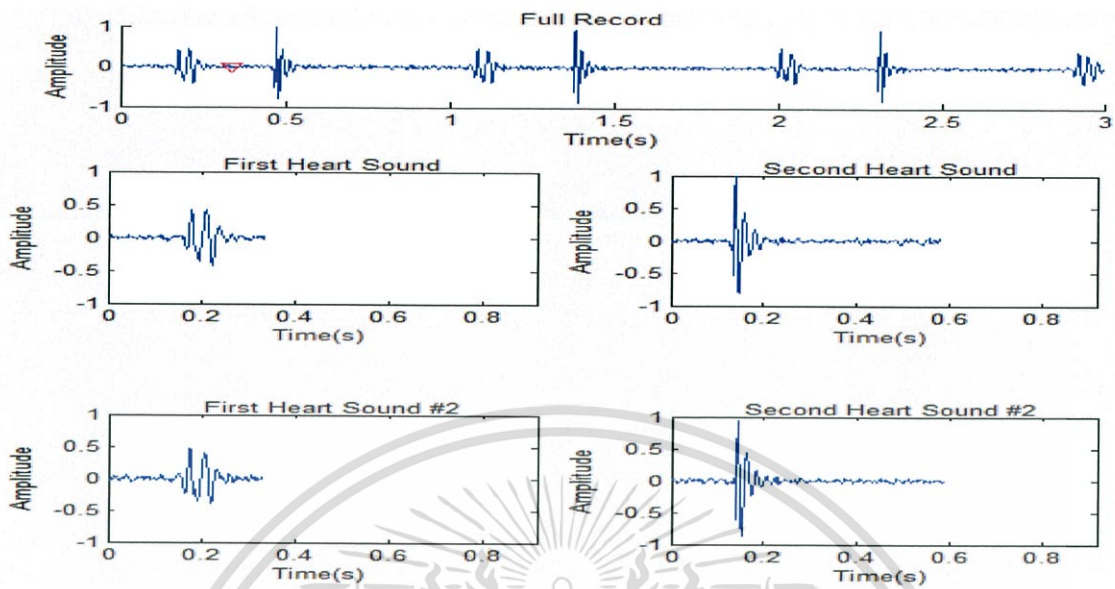 Full Record
Amplitude
1
0
-1
0 0.5 1 1.5 2 2.5 3
Time(s)
First Heart Sound
Amplitude
1
0.5
0
-0.5
-1
0 0.2 0.4 0.6 0.8
Time(s)
Second Heart Sound
Amplitude
1
0.5
0
-0.5
-1
0 0.2 0.4 0.6 0.8
Time(s)
First Heart Sound #2
Amplitude
1
0.5
0
-0.5
-1
0 0.2 0.4 0.6 0.8
Time(s)
Second Heart Sound #2
Amplitude
1
0.5
0
-0.5
-1
0 0.2 0.4 0.6 0.8
Time(s)